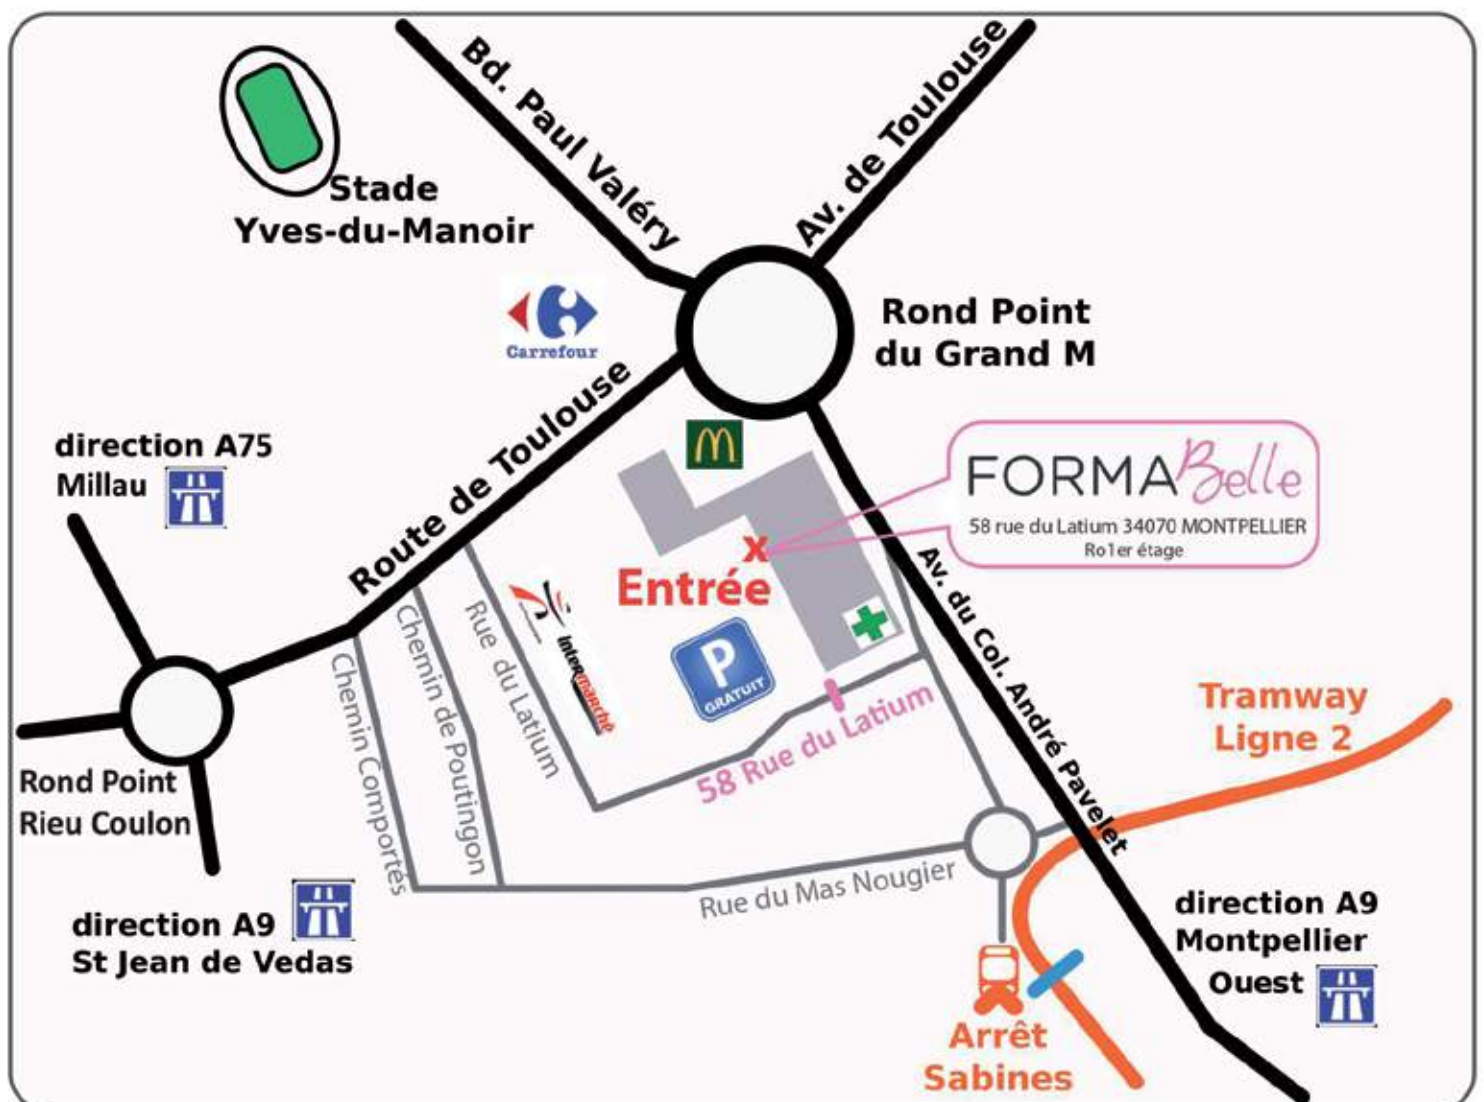 Bd. Paul Valéry
Av. de Toulouse
Stade
Yves-du-Manoir
Carrefour
Rond Point
du Grand M
Route de Toulouse
direction A75
Millau
FORMABelle
58 rue du Latium 34070 MONTPELLIER
Ro1er étage
x
Entrée
P
GRATUIT
Intermarché
Av. du Col. André Pavelet
Chemin Comportés
Chemin de Poutingon
Rue du Latium
58 Rue du Latium
Tramway
Ligne 2
Rond Point
Rieu Coulon
Rue du Mas Nougier
direction A9
St Jean de Vedas
direction A9
Montpellier
Ouest
Arrêt
Sabines